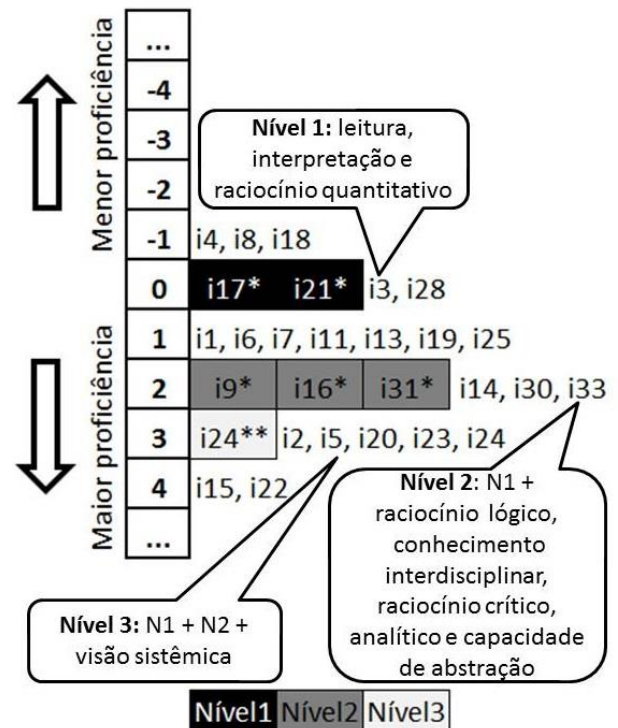 Menor proficiência
Maior proficiência
...
-4
-3
-2
-1 i4, i8, i18
0 i17* i21* i3, i28
1 i1, i6, i7, i11, i13, i19, i25
2 i9* i16* i31* i14, i30, i33
3 i24** i2, i5, i20, i23, i24
4 i15, i22
...
Nível 1: leitura,
interpretação e
raciocínio quantitativo
Nível 2: N1 +
raciocínio lógico,
conhecimento
interdisciplinar,
raciocínio crítico,
analítico e capacidade
de abstração
Nível 3: N1 + N2 +
visão sistêmica
Nível1 Nível2 Nível3